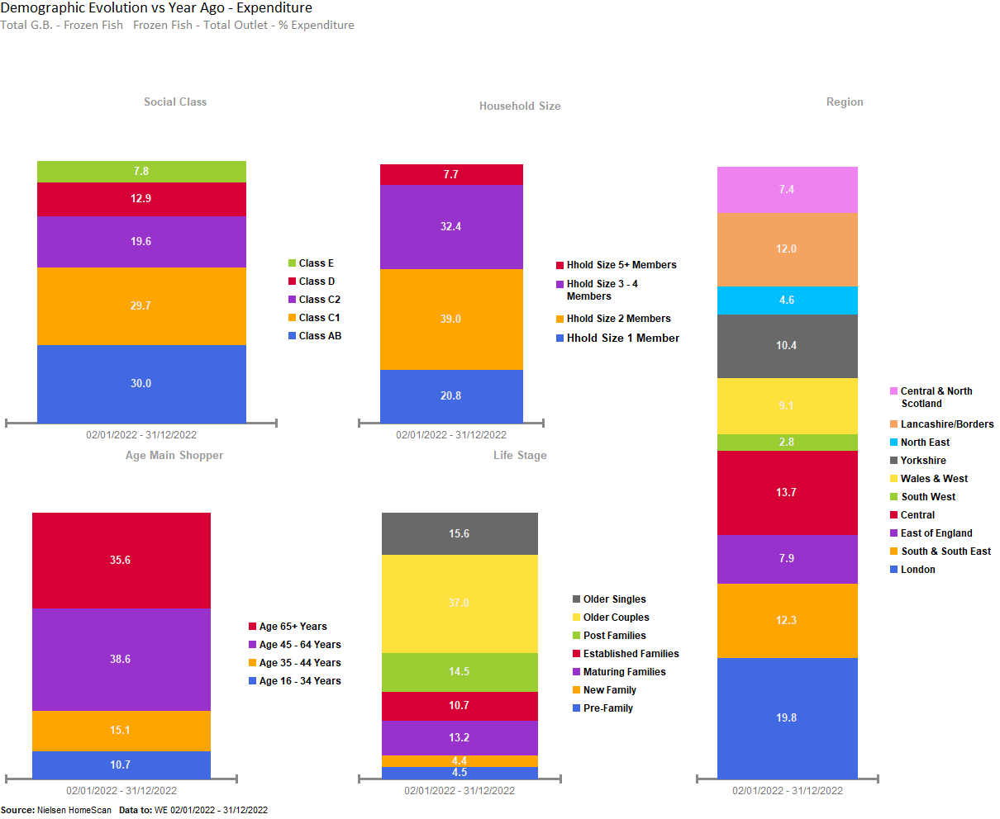 Demographic Evolution vs Year Ago - Expenditure
Total G.B. - Frozen Fish   Frozen Fish - Total Outlet - % Expenditure
Social Class
7.8
12.9
19.6
29.7
30.0
Class E
Class D
Class C2
Class C1
Class AB
02/01/2022 - 31/12/2022
Household Size
7.7
32.4
39.0
20.8
Hhold Size 5+ Members
Hhold Size 3 - 4
Members
Hhold Size 2 Members
Hhold Size 1 Member
02/01/2022 - 31/12/2022
Region
7.4
12.0
4.6
10.4
9.1
2.8
13.7
7.9
12.3
19.8
Central & North
Scotland
Lancashire/Borders
North East
Yorkshire
Wales & West
South West
Central
East of England
South & South East
London
02/01/2022 - 31/12/2022
Age Main Shopper
35.6
38.6
15.1
10.7
Age 65+ Years
Age 45 - 64 Years
Age 35 - 44 Years
Age 16 - 34 Years
02/01/2022 - 31/12/2022
Life Stage
15.6
37.0
14.5
10.7
13.2
4.4
4.5
Older Singles
Older Couples
Post Families
Established Families
Maturing Families
New Family
Pre-Family
02/01/2022 - 31/12/2022
Source: Nielsen HomeScan   Data to: WE 02/01/2022 - 31/12/2022